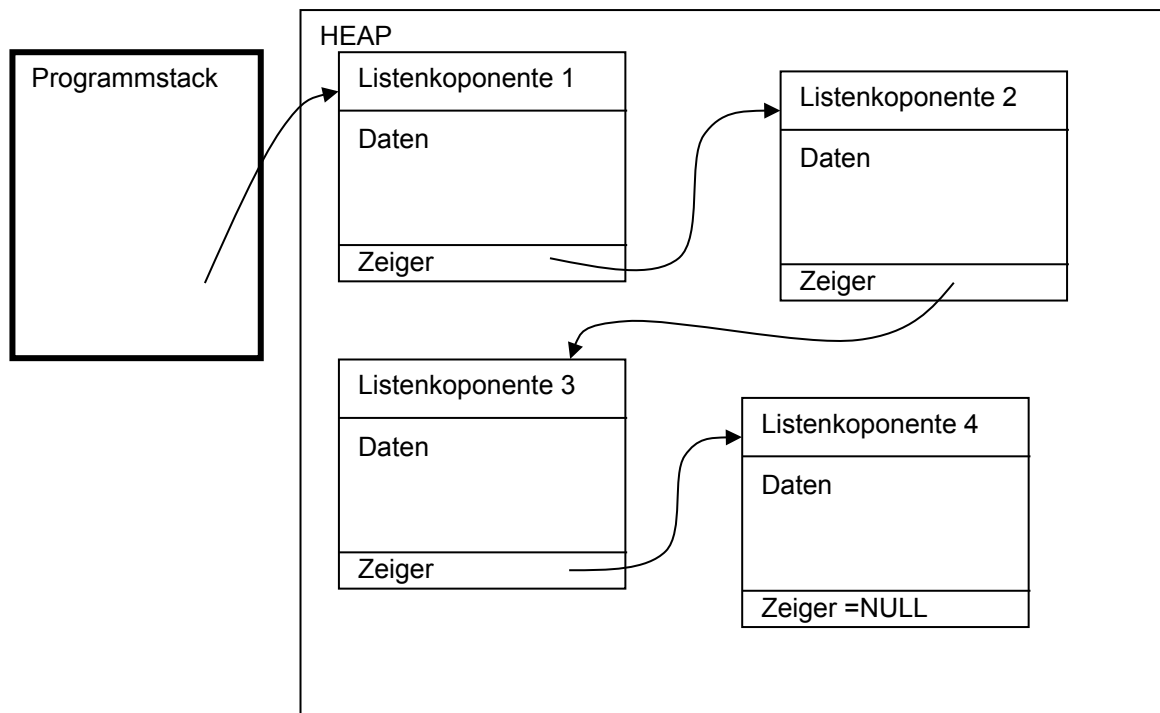 HEAP
Programmstack
Listenkoponente 1
Daten
Zeiger
Listenkoponente 2
Daten
Zeiger
Listenkoponente 3
Daten
Zeiger
Listenkoponente 4
Daten
Zeiger =NULL